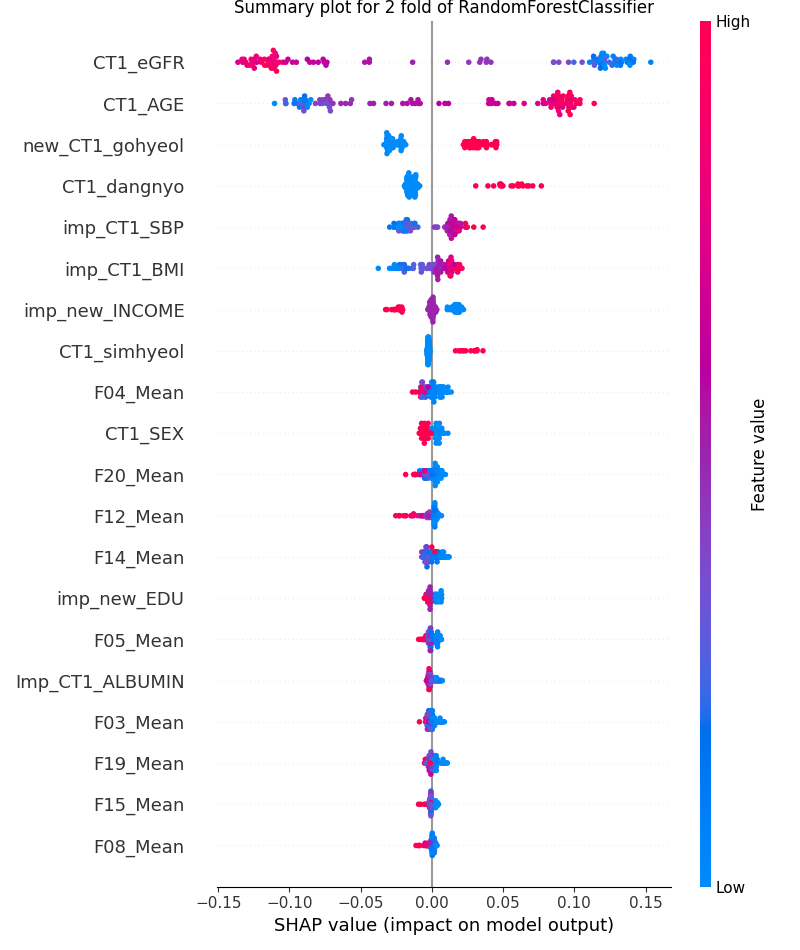 Summary plot for 2 fold of RandomForestClassifier
High
CT1_eGFR
CT1_AGE
new_CT1_gohyeol
CT1_dangnyo
imp_CT1_SBP
imp_CT1_BMI
imp_new_INCOME
CT1_simhyeol
F04_Mean
CT1_SEX
F20_Mean
F12_Mean
F14_Mean
imp_new_EDU
F05_Mean
Imp_CT1_ALBUMIN
F03_Mean
F19_Mean
F15_Mean
F08_Mean
Feature value
Low
−0.15 −0.10 −0.05 0.00 0.05 0.10 0.15
SHAP value (impact on model output)